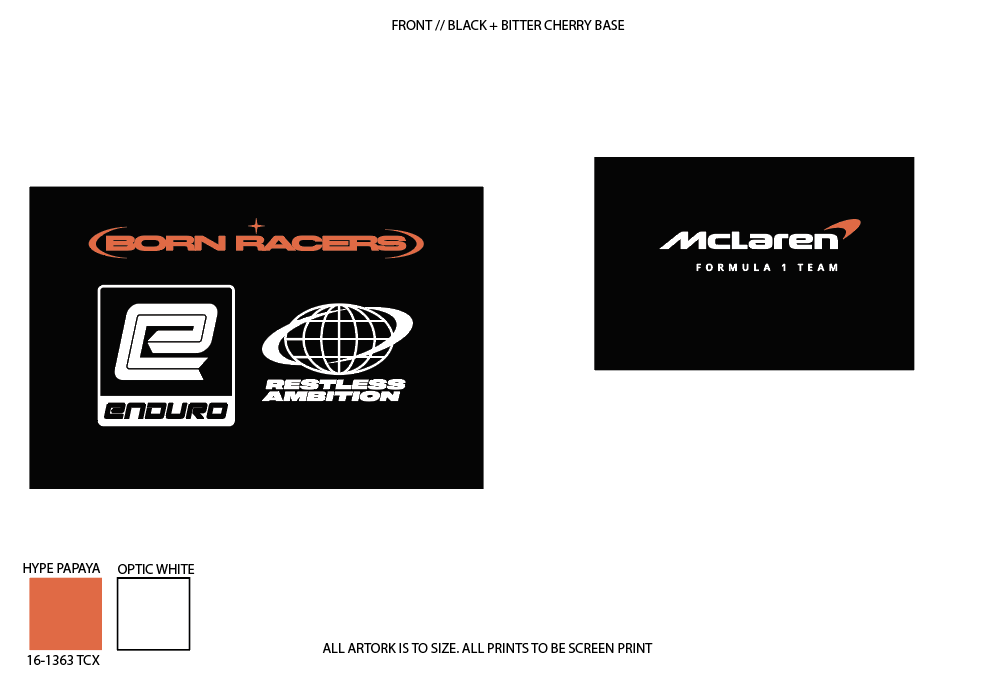 FRONT // BLACK + BITTER CHERRY BASE
BORN RACERS
McLaren
FORMULA 1 TEAM
ENDURO
RESTLESS
AMBITION
HYPE PAPAYA
OPTIC WHITE
16-1363 TCX
ALL ARTORK IS TO SIZE. ALL PRINTS TO BE SCREEN PRINT